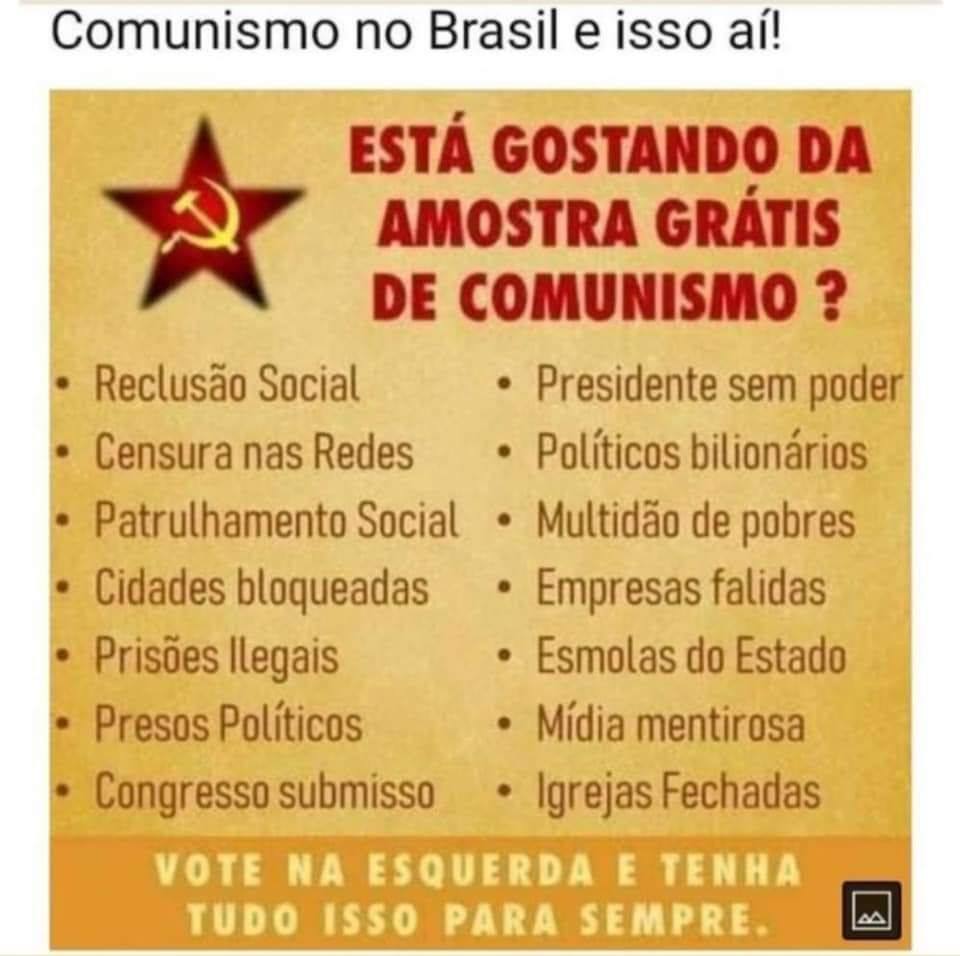 Comunismo no Brasil e isso aí!
ESTÁ GOSTANDO DA
AMOSTRA GRÁTIS
DE COMUNISMO ?
• Reclusão Social
• Censura nas Redes
• Patrulhamento Social
• Cidades bloqueadas
• Prisões Ilegais
• Presos Políticos
• Congresso submisso
• Presidente sem poder
• Políticos bilionários
• Multidão de pobres
• Empresas falidas
• Esmolas do Estado
• Mídia mentirosa
• Igrejas Fechadas
VOTE NA ESQUERDA E TENHA
TUDO ISSO PARA SEMPRE.